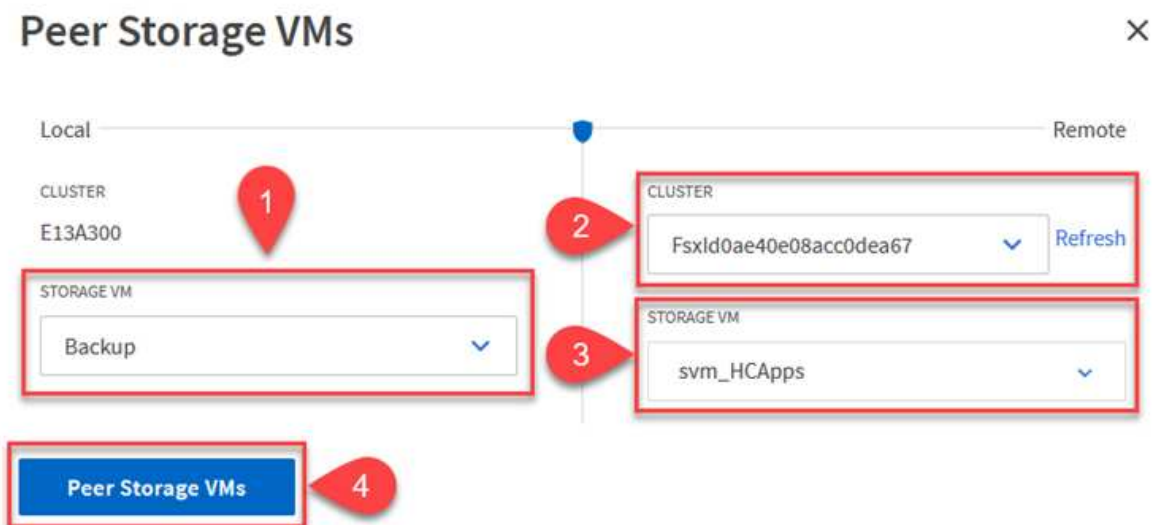 Peer Storage VMs
Local
Remote
CLUSTER
E13A300
1
STORAGE VM
Backup
2
CLUSTER
FsxId0ae40e08acc0dea67
Refresh
3
STORAGE VM
svm_HCApps
Peer Storage VMs
4